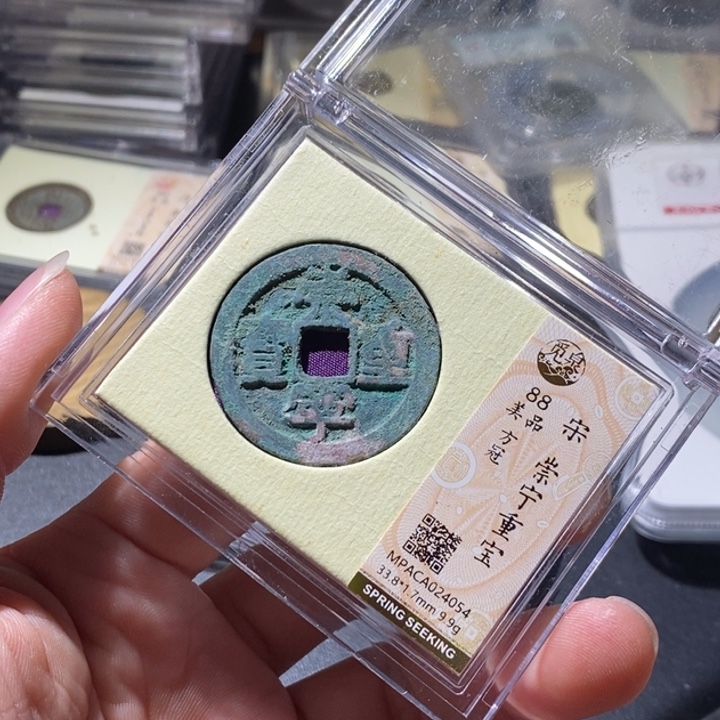 崇寧重寶
觅泉
88
美品
方冠
宋 崇宁重宝
MPACA024054
33.8*1.7mm 9.9g
SPRING SEEKING